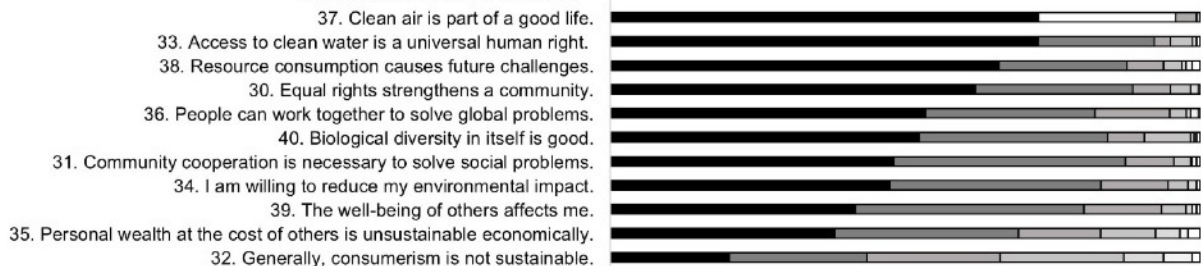 37. Clean air is part of a good life.
33. Access to clean water is a universal human right.
38. Resource consumption causes future challenges.
30. Equal rights strengthens a community.
36. People can work together to solve global problems.
40. Biological diversity in itself is good.
31. Community cooperation is necessary to solve social problems.
34. I am willing to reduce my environmental impact.
39. The well-being of others affects me.
35. Personal wealth at the cost of others is unsustainable economically.
32. Generally, consumerism is not sustainable.